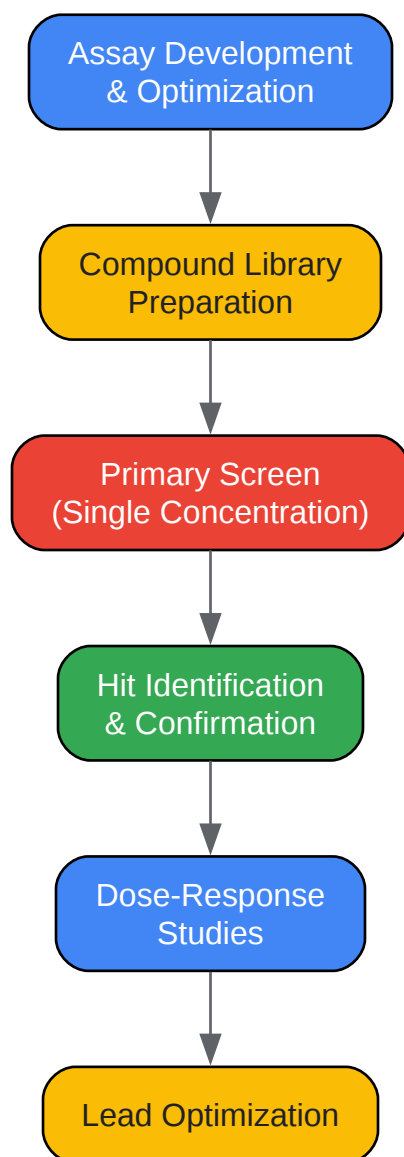 Assay Development
& Optimization
Compound Library
Preparation
Primary Screen
(Single Concentration)
Hit Identification
& Confirmation
Dose-Response
Studies
Lead Optimization